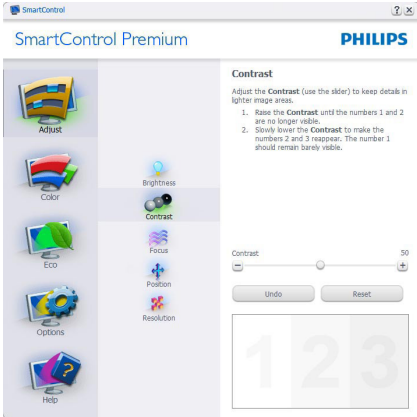 SmartControl
SmartControl Premium
PHILIPS
Adjust
Color
Eco
Options
Help
Brightness
Contrast
Focus
Position
Resolution
Contrast
Adjust the Contrast (use the slider) to keep details in
lighter image areas.
1. Raise the Contrast until the numbers 1 and 2
are no longer visible.
2. Slowly lower the Contrast to make the
numbers 2 and 3 reappear. The number 1
should remain barely visible.
Contrast 50
Undo Reset
1 2 3